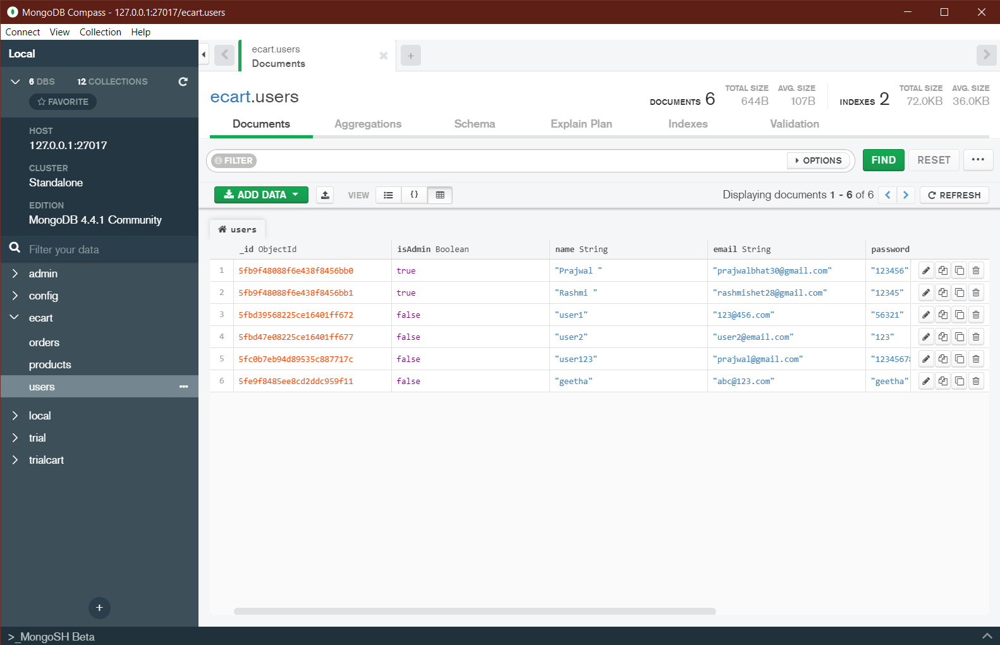 MongoDB Compass - 127.0.0.1:27017/ecart.users
Connect View Collection Help
Local
6 DBS 12 COLLECTIONS
FAVORITE
HOST
127.0.0.1:27017
CLUSTER
Standalone
EDITION
MongoDB 4.4.1 Community
Filter your data
admin
config
ecart
orders
products
users
local
trial
trialcart
ecart.users
Documents
ecart.users
DOCUMENTS 6 TOTAL SIZE 644B AVG. SIZE 107B INDEXES 2 TOTAL SIZE 72.0KB AVG. SIZE 36.0KB
Documents Aggregations Schema Explain Plan Indexes Validation
FILTER OPTIONS FIND RESET ...
ADD DATA VIEW {} Displaying documents 1 - 6 of 6 REFRESH
users
_id ObjectId isAdmin Boolean name String email String password
1 5fb9f48088f6e438f8456bb0 true "Prajwal " "prajwalbhat30@gmail.com" "123456"
2 5fb9f48088f6e438f8456bb1 true "Rashmi " "rashmishet28@gmail.com" "12345"
3 5fbd39568225ce16401ff672 false "user1" "123@456.com" "56321"
4 5fbd47e08225ce16401ff677 false "user2" "user2@email.com" "123"
5 5fc0b7eb94d89535c887717c false "user123" "prajwal@gmail.com" "12345678
6 5fe9f8485ee8cd2ddc959f11 false "geetha" "abc@123.com" "geetha"
>_MongoSH Beta